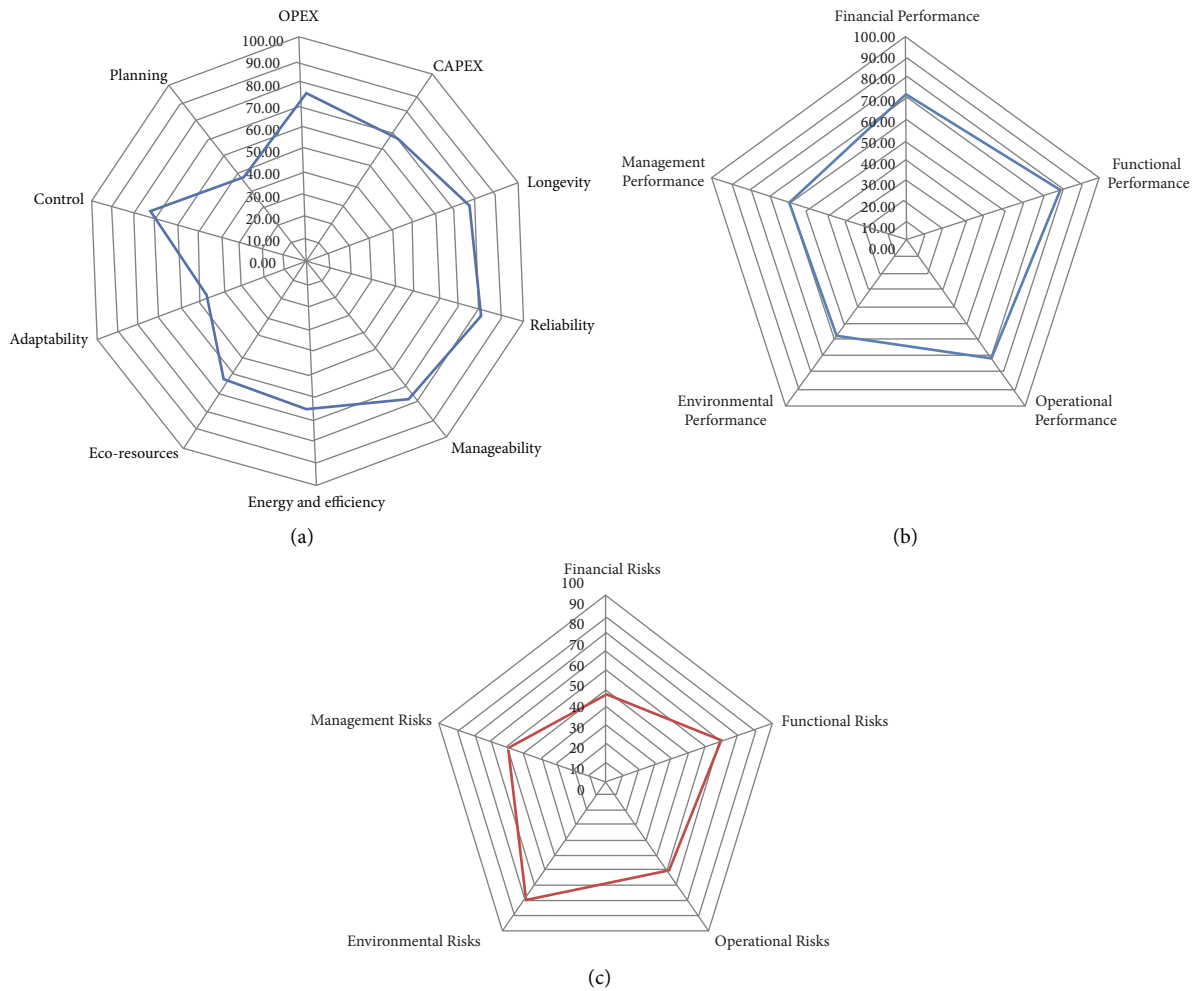 OPEX
100.00
90.00
80.00
70.00
60.00
50.00
40.00
30.00
20.00
10.00
0.00
CAPEX
Longevity
Reliability
Manageability
Energy and efficiency
Eco-resources
Adaptability
Control
Planning
(a)
Financial Performance
100.00
90.00
80.00
70.00
60.00
50.00
40.00
30.00
20.00
10.00
0.00
Functional
Performance
Operational
Performance
Environmental
Performance
Management
Performance
(b)
Financial Risks
100
90
80
70
60
50
40
30
20
10
0
Functional Risks
Operational Risks
Environmental Risks
Management Risks
(c)